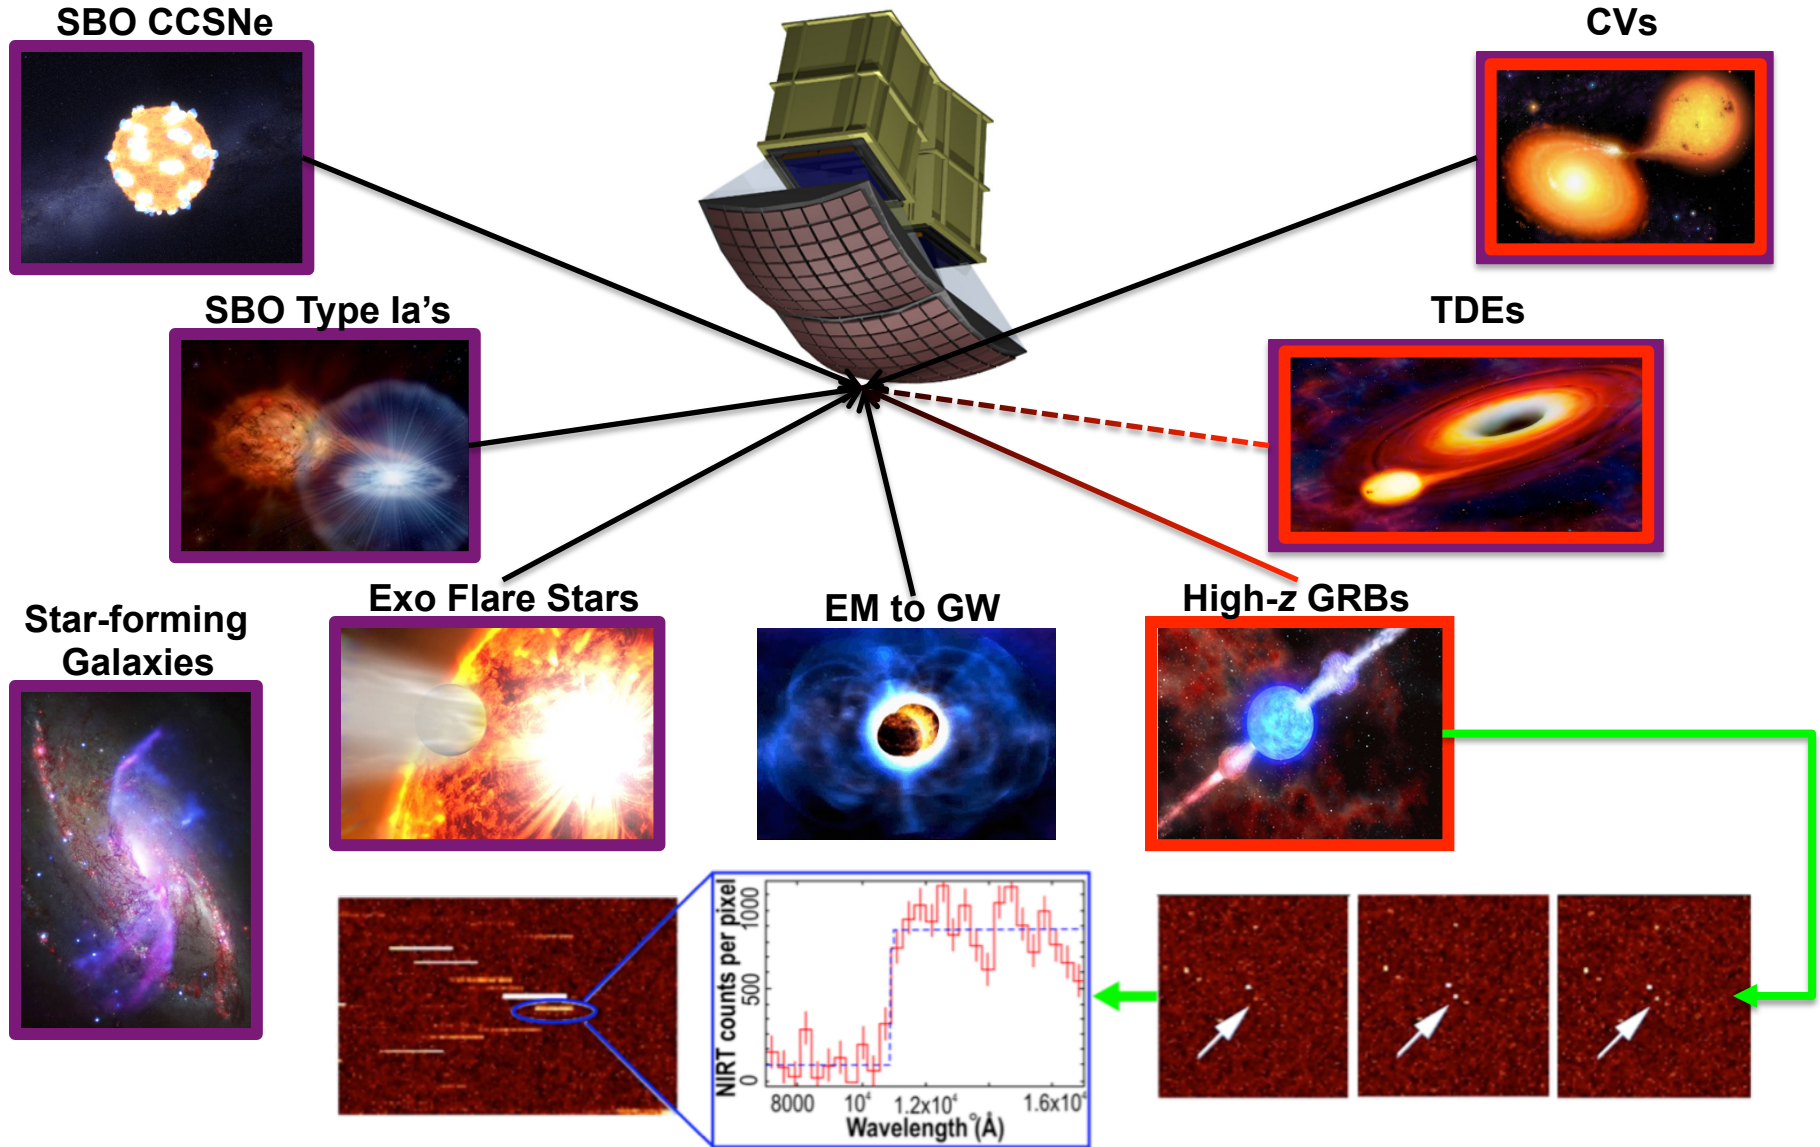 SBO CCSNe
CVs
SBO Type Ia’s
TDEs
Exo Flare Stars
EM to GW
High-z GRBs
Star-forming
Galaxies
NIRT counts per pixel
1000
500
0
8000
10⁴
1.2x10⁴
1.6x10⁴
Wavelength (Å)